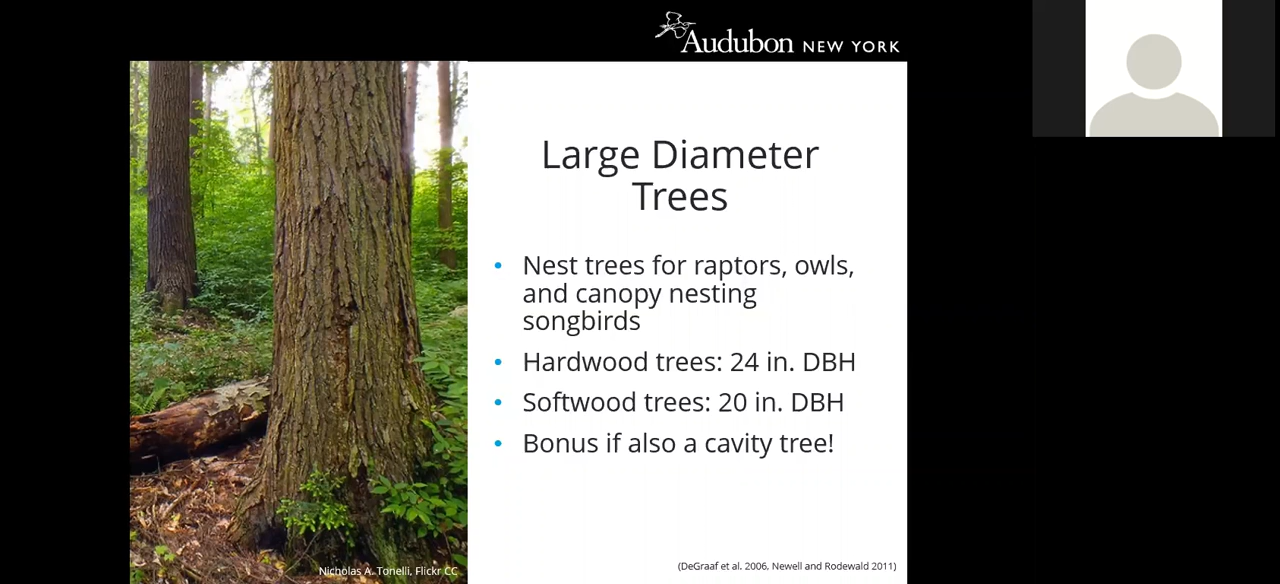 Audubon NEW YORK
Large Diameter
Trees
• Nest trees for raptors, owls,
and canopy nesting
songbirds
• Hardwood trees: 24 in. DBH
• Softwood trees: 20 in. DBH
• Bonus if also a cavity tree!
Nicholas A. Tonelli, Flickr CC
(DeGraaf et al. 2006, Newell and Rodewald 2011)